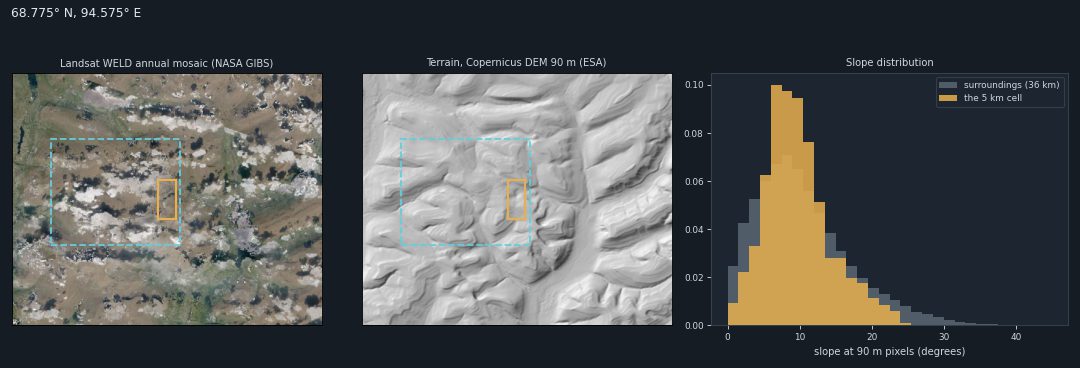 68.775° N, 94.575° E
Landsat WELD annual mosaic (NASA GIBS)
Terrain, Copernicus DEM 90 m (ESA)
Slope distribution
surroundings (36 km)
the 5 km cell
0.10
0.08
0.06
0.04
0.02
0.00
0 10 20 30 40
slope at 90 m pixels (degrees)